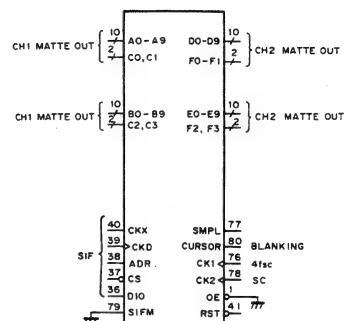 10 A0-A9 D0-D9 10
CH1 MATTE OUT 2 C0,C1 F0-F1 2 CH2 MATTE OUT
10 B0-B9 E0-E9 10
CH1 MATTE OUT 2 C2,C3 F2, F3 2 CH2 MATTE OUT
40 CKX SMPL 77
39 CKD CURSOR 80 BLANKING
SIF 38 ADR. CK1 76 4fsc
37 CS CK2 78 SC
36 DIO OE 1
79 SIFM RST 41